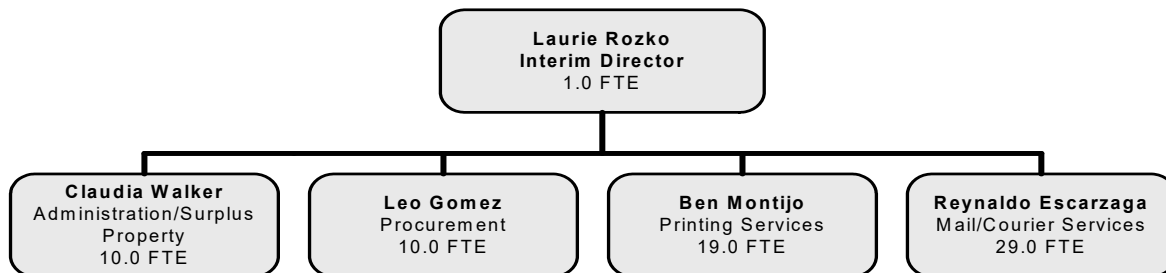 Laurie Rozko
Interim Director
1.0 FTE
Claudia Walker
Administration/Surplus
Property
10.0 FTE
Leo Gomez
Procurement
10.0 FTE
Ben Montijo
Printing Services
19.0 FTE
Reynaldo Escarzaga
Mail/Courier Services
29.0 FTE